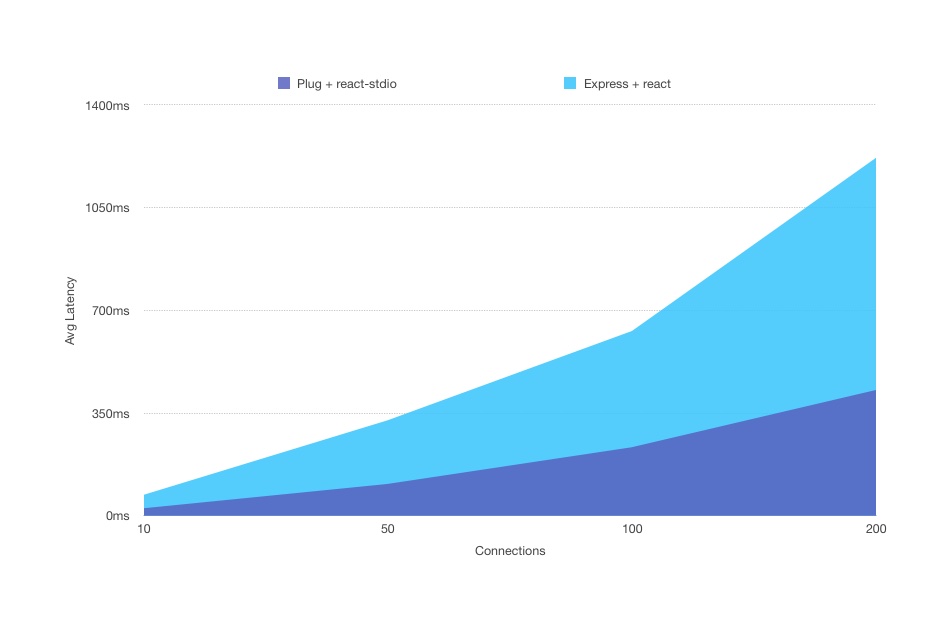 Plug + react-stdio
Express + react
1400ms
1050ms
700ms
350ms
0ms
Avg Latency
10
50
100
200
Connections